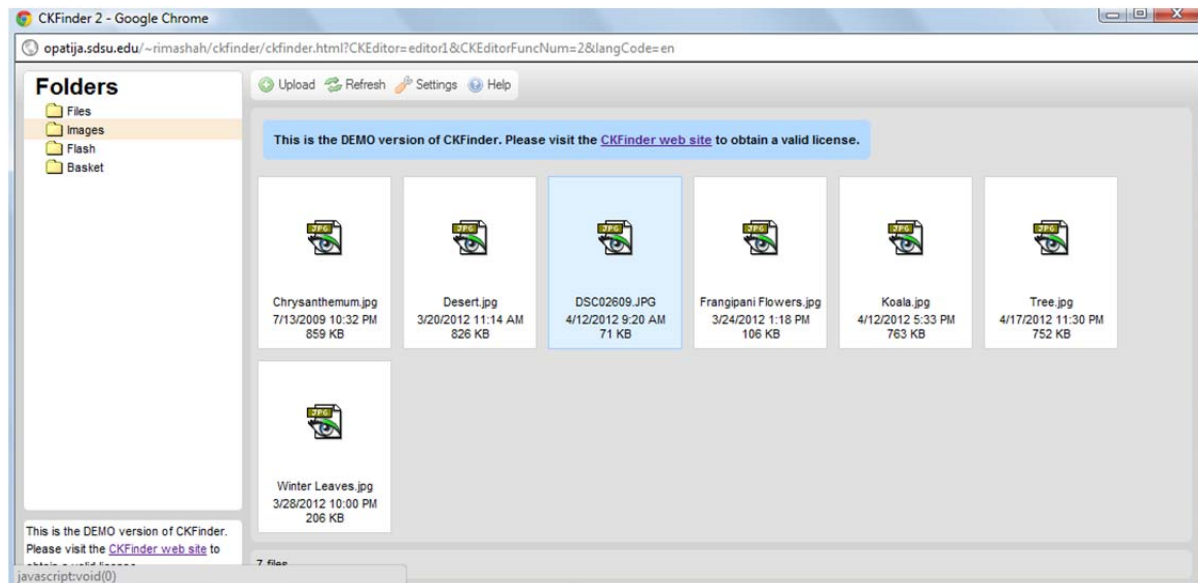 CKFinder 2 - Google Chrome
opatija.sdsu.edu/~rimashah/ckfinder/ckfinder.html?CKEditor=editor1&CKEditorFuncNum=2&langCode=en
Folders
Files
Images
Flash
Basket
Upload Refresh Settings Help
This is the DEMO version of CKFinder. Please visit the CKFinder web site to obtain a valid license.
JPG
Chrysanthemum.jpg
7/13/2009 10:32 PM
859 KB
JPG
Desert.jpg
3/20/2012 11:14 AM
826 KB
JPG
DSC02609.JPG
4/12/2012 9:20 AM
71 KB
JPG
Frangipani Flowers.jpg
3/24/2012 1:18 PM
106 KB
JPG
Koala.jpg
4/12/2012 5:33 PM
763 KB
JPG
Tree.jpg
4/17/2012 11:30 PM
752 KB
JPG
Winter Leaves.jpg
3/28/2012 10:00 PM
206 KB
This is the DEMO version of CKFinder.
Please visit the CKFinder web site to
obtain a valid license.
7 files
javascript:void(0)